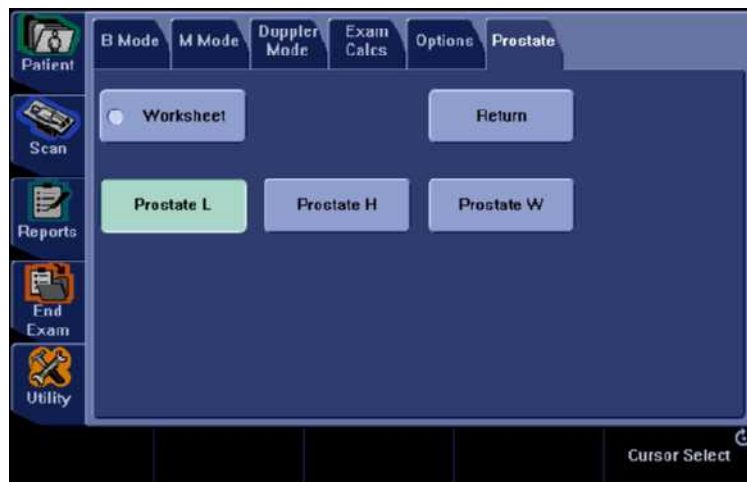 Patient
B Mode
M Mode
Doppler
Mode
Exam
Calcs
Options
Prostate
Worksheet
Return
Scan
Prostate L
Prostate H
Prostate W
Reports
End
Exam
Utility
Cursor Select